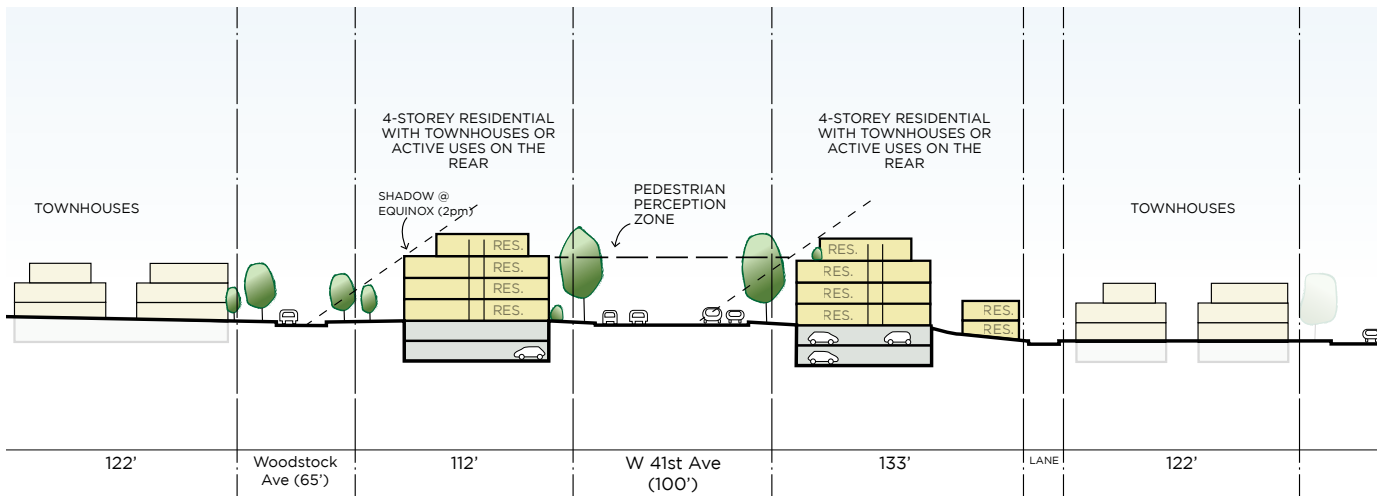 4-STOREY RESIDENTIAL
WITH TOWNHOUSES OR
ACTIVE USES ON THE
REAR
4-STOREY RESIDENTIAL
WITH TOWNHOUSES OR
ACTIVE USES ON THE
REAR
TOWNHOUSES
SHADOW @
EQUINOX (2pm)
PEDESTRIAN
PERCEPTION
ZONE
TOWNHOUSES
RES.
RES.
RES.
RES.
RES.
RES.
RES.
RES.
RES.
RES.
122’
Woodstock
Ave (65’)
112’
W 41st Ave
(100’)
133’
LANE
122’